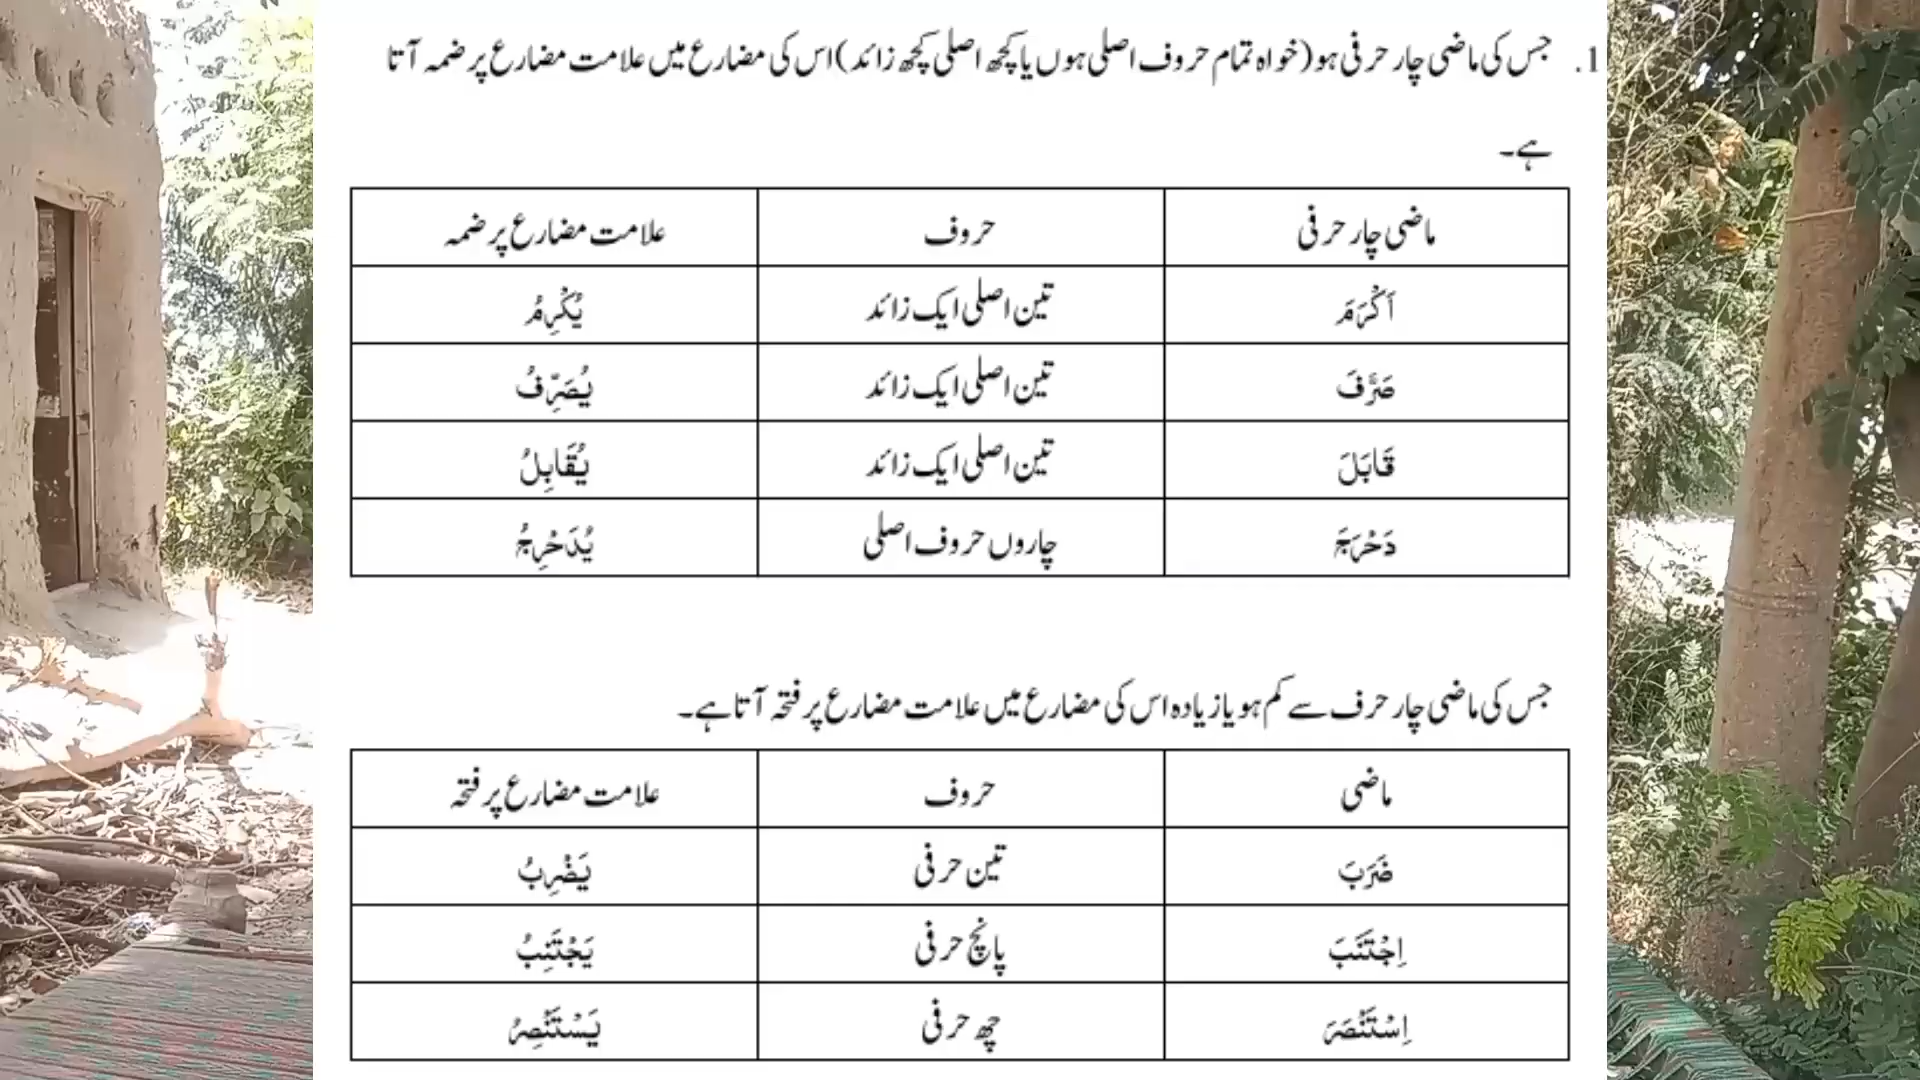 1. جس کی ماضی چار حرفی ہو (خواہ تمام حروف اصلی ہوں یا کچھ اصلی کچھ زائد) اس کی مضارع میں علامت مضارع پر ضمہ آتا
ہے۔
ماضی چار حرفی حروف علامت مضارع پر ضمہ
اَكْرَمَ تین اصلی ایک زائد يُكْرِمُ
صَرَّفَ تین اصلی ایک زائد يُصَرِّفُ
قَابَلَ تین اصلی ایک زائد يُقَابِلُ
دَحْرَجَ چاروں حروف اصلی يُدَحْرِجُ
جس کی ماضی چار حرف سے کم ہو یا زیادہ اس کی مضارع میں علامت مضارع پر فتحہ آتا ہے۔
ماضی حروف علامت مضارع پر فتحہ
ضَرَبَ تین حرفی يَضْرِبُ
اِجْتَنَبَ پانچ حرفی يَجْتَنِبُ
اِسْتَنْصَرَ چھ حرفی يَسْتَنْصِرُ